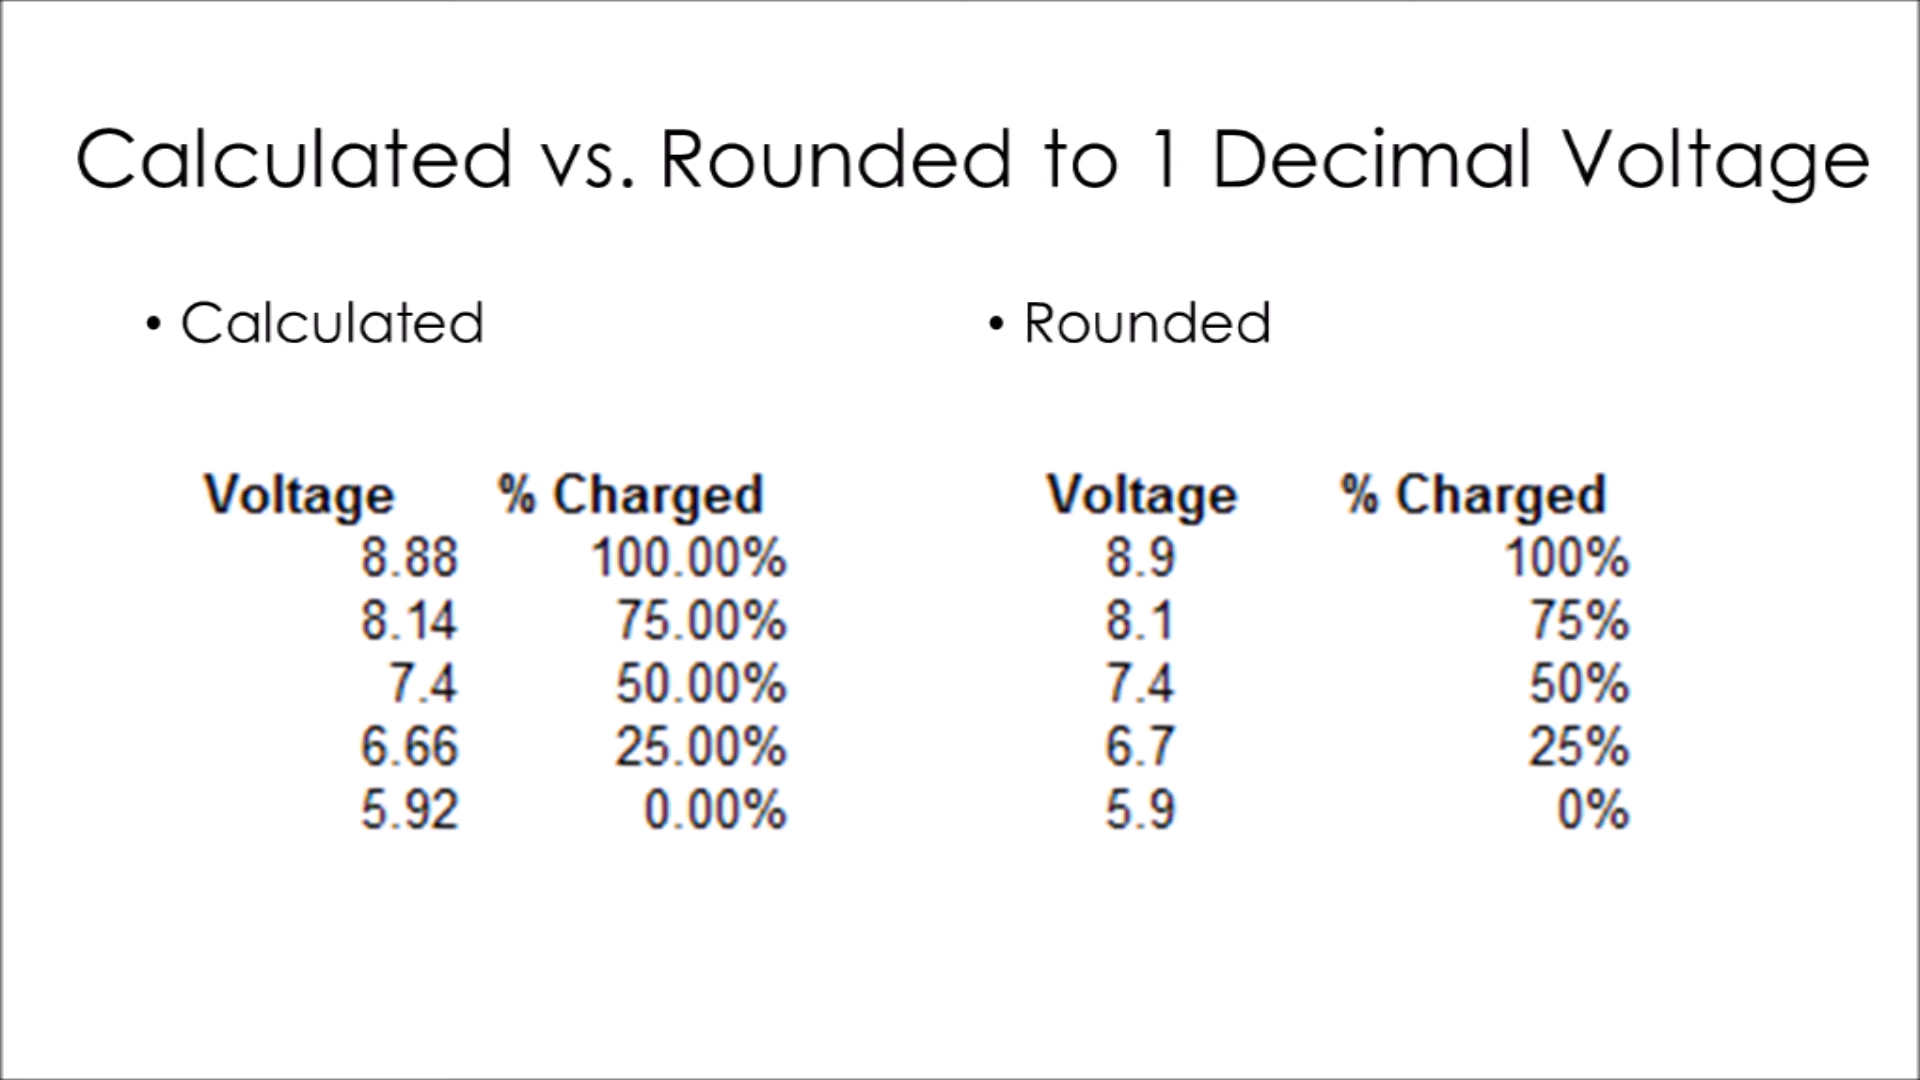 Calculated vs. Rounded to 1 Decimal Voltage
• Calculated
Voltage % Charged
8.88 100.00%
8.14 75.00%
7.4 50.00%
6.66 25.00%
5.92 0.00%
• Rounded
Voltage % Charged
8.9 100%
8.1 75%
7.4 50%
6.7 25%
5.9 0%